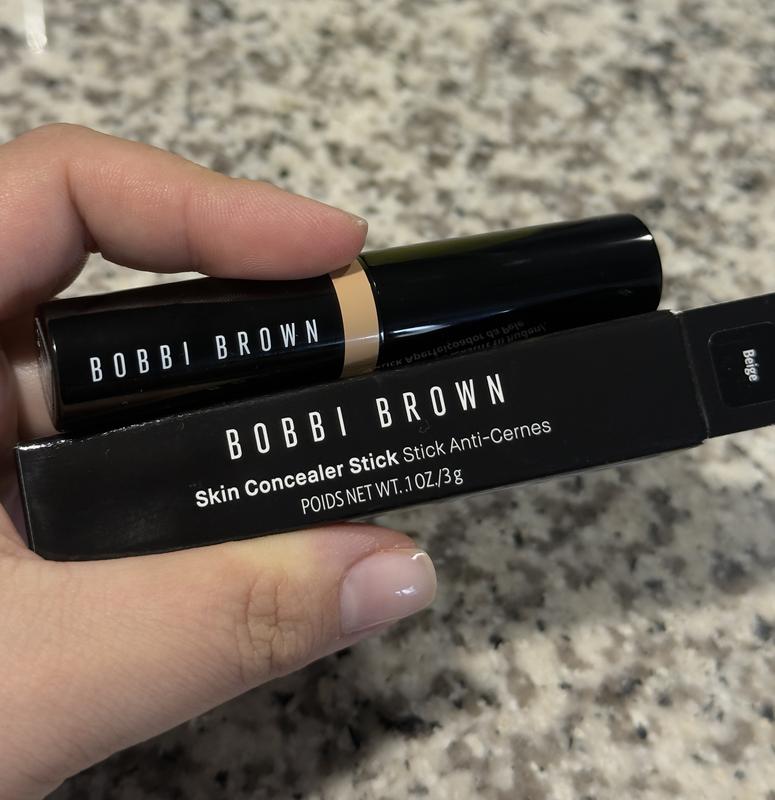 BOBBI BROWN
BOBBI BROWN
Skin Concealer Stick Stick Anti-Cernes
POIDS NET WT. .1 OZ./3 g
Beige